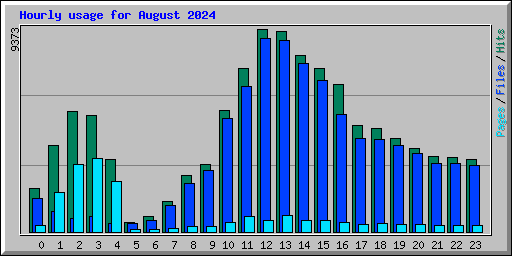 Hourly usage for August 2024
9373
Pages/Files/Hits
0 1 2 3 4 5 6 7 8 9 10 11 12 13 14 15 16 17 18 19 20 21 22 23